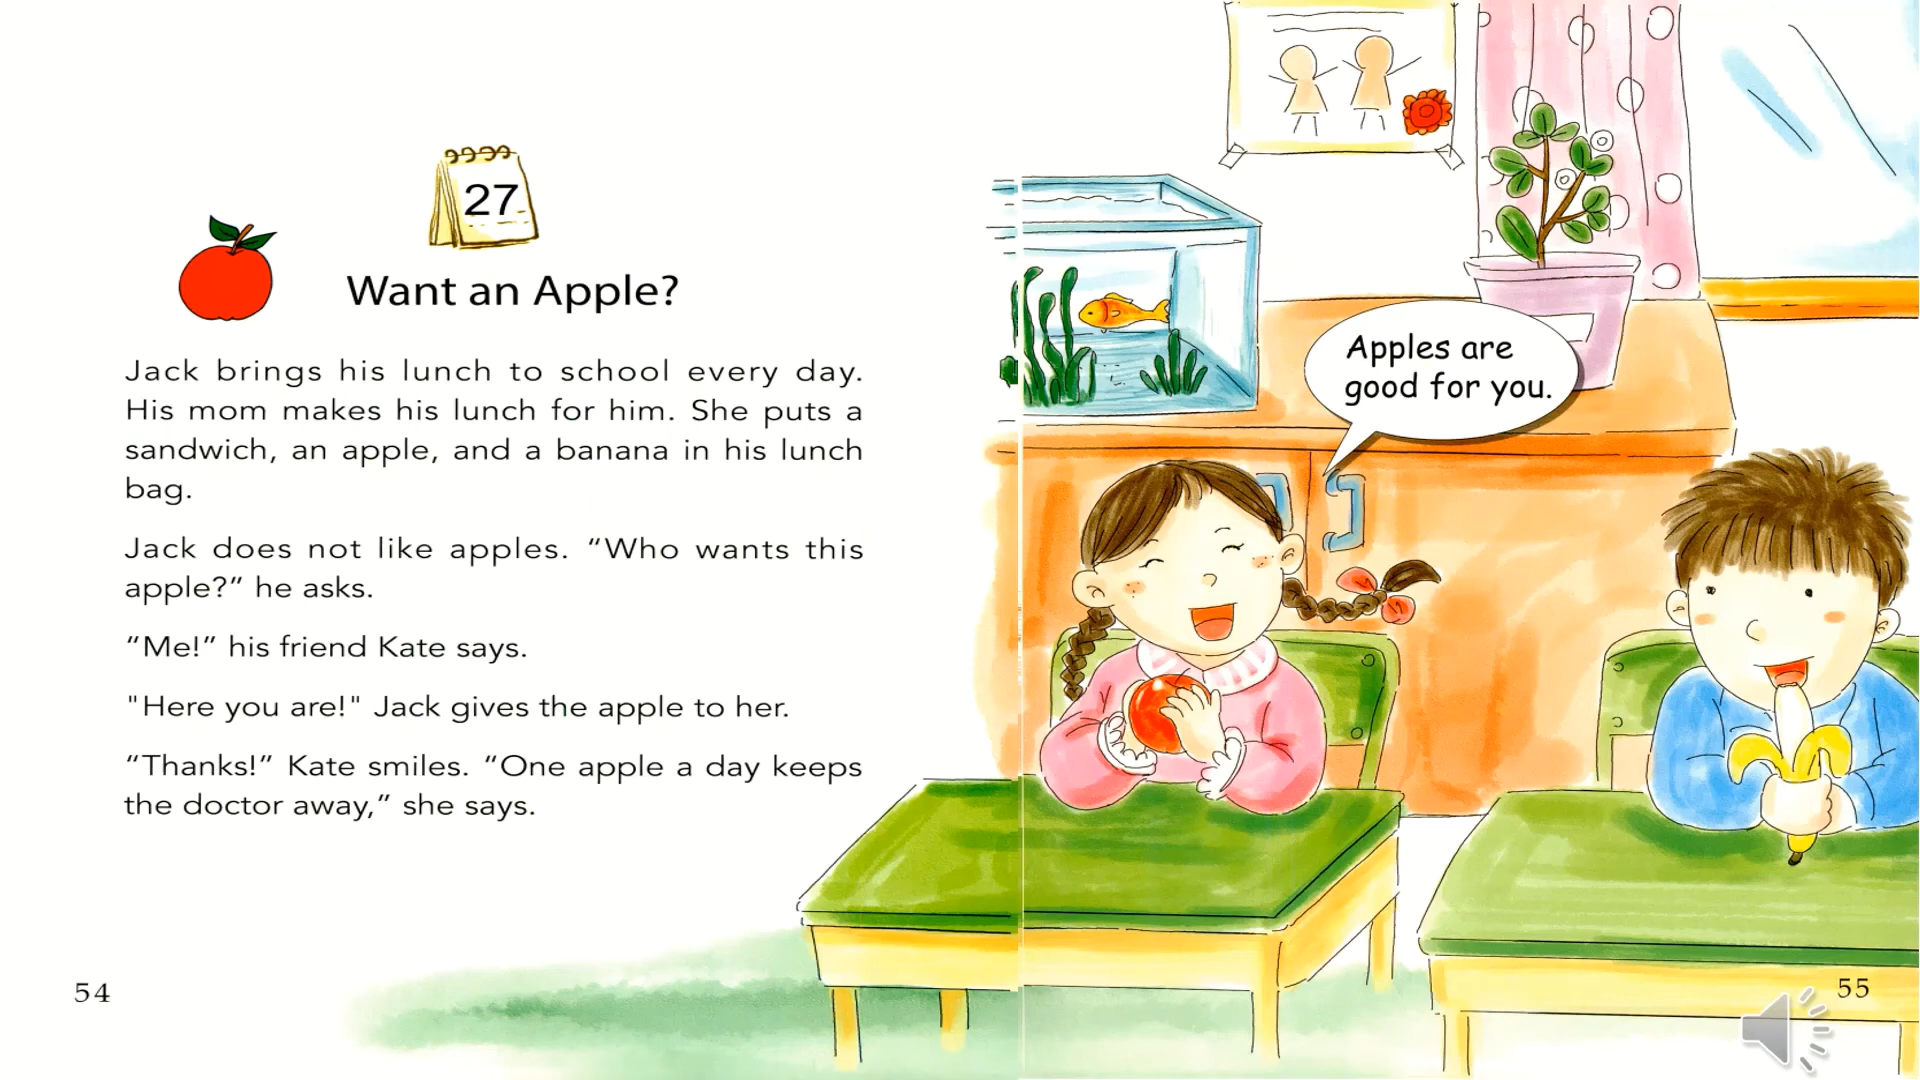 27
Want an Apple?
Jack brings his lunch to school every day.
His mom makes his lunch for him. She puts a
sandwich, an apple, and a banana in his lunch
bag.
Jack does not like apples. “Who wants this
apple?” he asks.
“Me!” his friend Kate says.
"Here you are!" Jack gives the apple to her.
“Thanks!” Kate smiles. “One apple a day keeps
the doctor away,” she says.
54
Apples are
good for you.
55